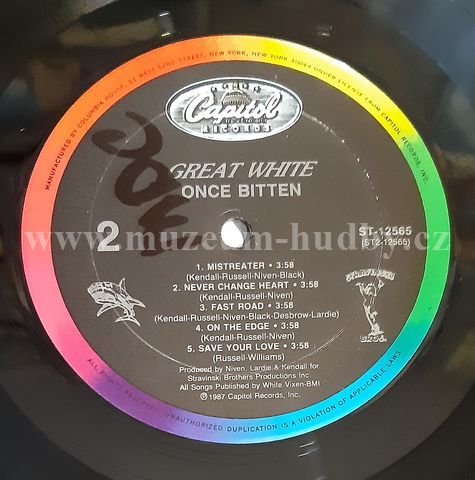 MANUFACTURED BY COLUMBIA HOUSE, 51 WEST 52ND STREET, NEW YORK, NEW YORK 10019 UNDER LICENSE FROM CAPITOL RECORDS, INC.
Capitol
RECORDS
GREAT WHITE
ONCE BITTEN
2
ST-12565
(ST2-12565)
www.muzeum-hudby.cz
1. MISTREATER • 3:58
(Kendall-Russell-Niven-Black)
2. NEVER CHANGE HEART • 3:58
(Kendall-Russell-Niven)
3. FAST ROAD • 3:58
(Kendall-Russell-Niven-Black-Desbrow-Lardie)
4. ON THE EDGE • 3:58
(Kendall-Russell-Niven)
5. SAVE YOUR LOVE • 3:58
(Russell-Williams)
STRAVINSKI
BROS.
Produced by Niven, Lardie & Kendall for
Stravinski Brothers Productions Inc
All Songs Published by White Vixen-BMI
℗1987 Capitol Records, Inc.
ALL RIGHTS RESERVED. UNAUTHORIZED DUPLICATION IS A VIOLATION OF APPLICABLE LAWS.